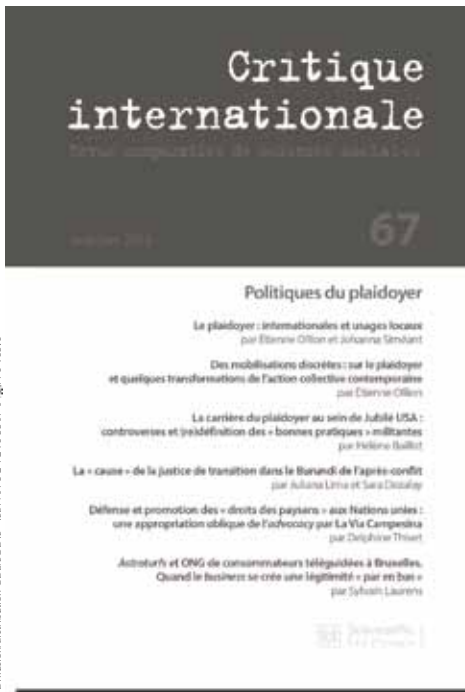 Critique
internationale
Revue comparative de sciences sociales
67
Politiques du plaidoyer
Le plaidoyer : internationales et usages locaux
par Étienne Ollion et Johanna Siméant
Des mobilisations discrètes : sur le plaidoyer
et quelques transformations de l'action collective contemporaine
par Étienne Ollion
La carrière du plaidoyer au sein de Jubilé USA :
controverses et (re)définition des « bonnes pratiques » militantes
par Hélène Baillot
La « cause » de la justice de transition dans le Burundi de l'après-conflit
par Juliana Lima et Sara Dezalay
Défense et promotion des « droits des paysans » aux Nations unies :
une appropriation oblique de l'advocacy par La Via Campesina
par Delphine Thivet
Astroturfs et ONG de consommateurs téléguidées à Bruxelles.
Quand le business se crée une légitimité « par en bas »
par Sylvain Laurens